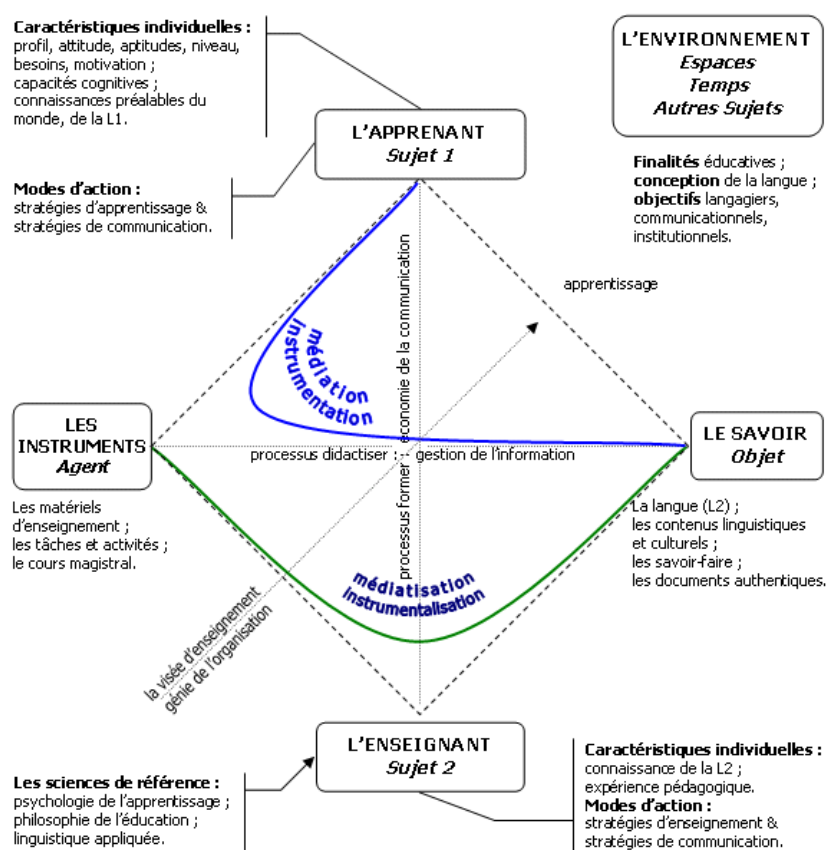 Caractéristiques individuelles :
profil, attitude, aptitudes, niveau,
besoins, motivation ;
capacités cognitives ;
connaissances préalables du
monde, de la L1.
L'APPRENANT
Sujet 1
L'ENVIRONNEMENT
Espaces
Temps
Autres Sujets
Modes d'action :
stratégies d'apprentissage &
stratégies de communication.
Finalités éducatives ;
conception de la langue ;
objectifs langagiers,
communicationnels,
institutionnels.
apprentissage
médiation
instrumentation
processus former -- économie de la communication
LES
INSTRUMENTS
Agent
processus didactiser : -- gestion de l'information
LE SAVOIR
Objet
Les matériels
d'enseignement ;
les tâches et activités ;
le cours magistral.
La langue (L2) ;
les contenus linguistiques
et culturels ;
les savoir-faire ;
les documents authentiques.
médiatisation
instrumentalisation
la visée d'enseignement
génie de l'organisation
L'ENSEIGNANT
Sujet 2
Les sciences de référence :
psychologie de l'apprentissage ;
philosophie de l'éducation ;
linguistique appliquée.
Caractéristiques individuelles :
connaissance de la L2 ;
expérience pédagogique.
Modes d'action :
stratégies d'enseignement &
stratégies de communication.